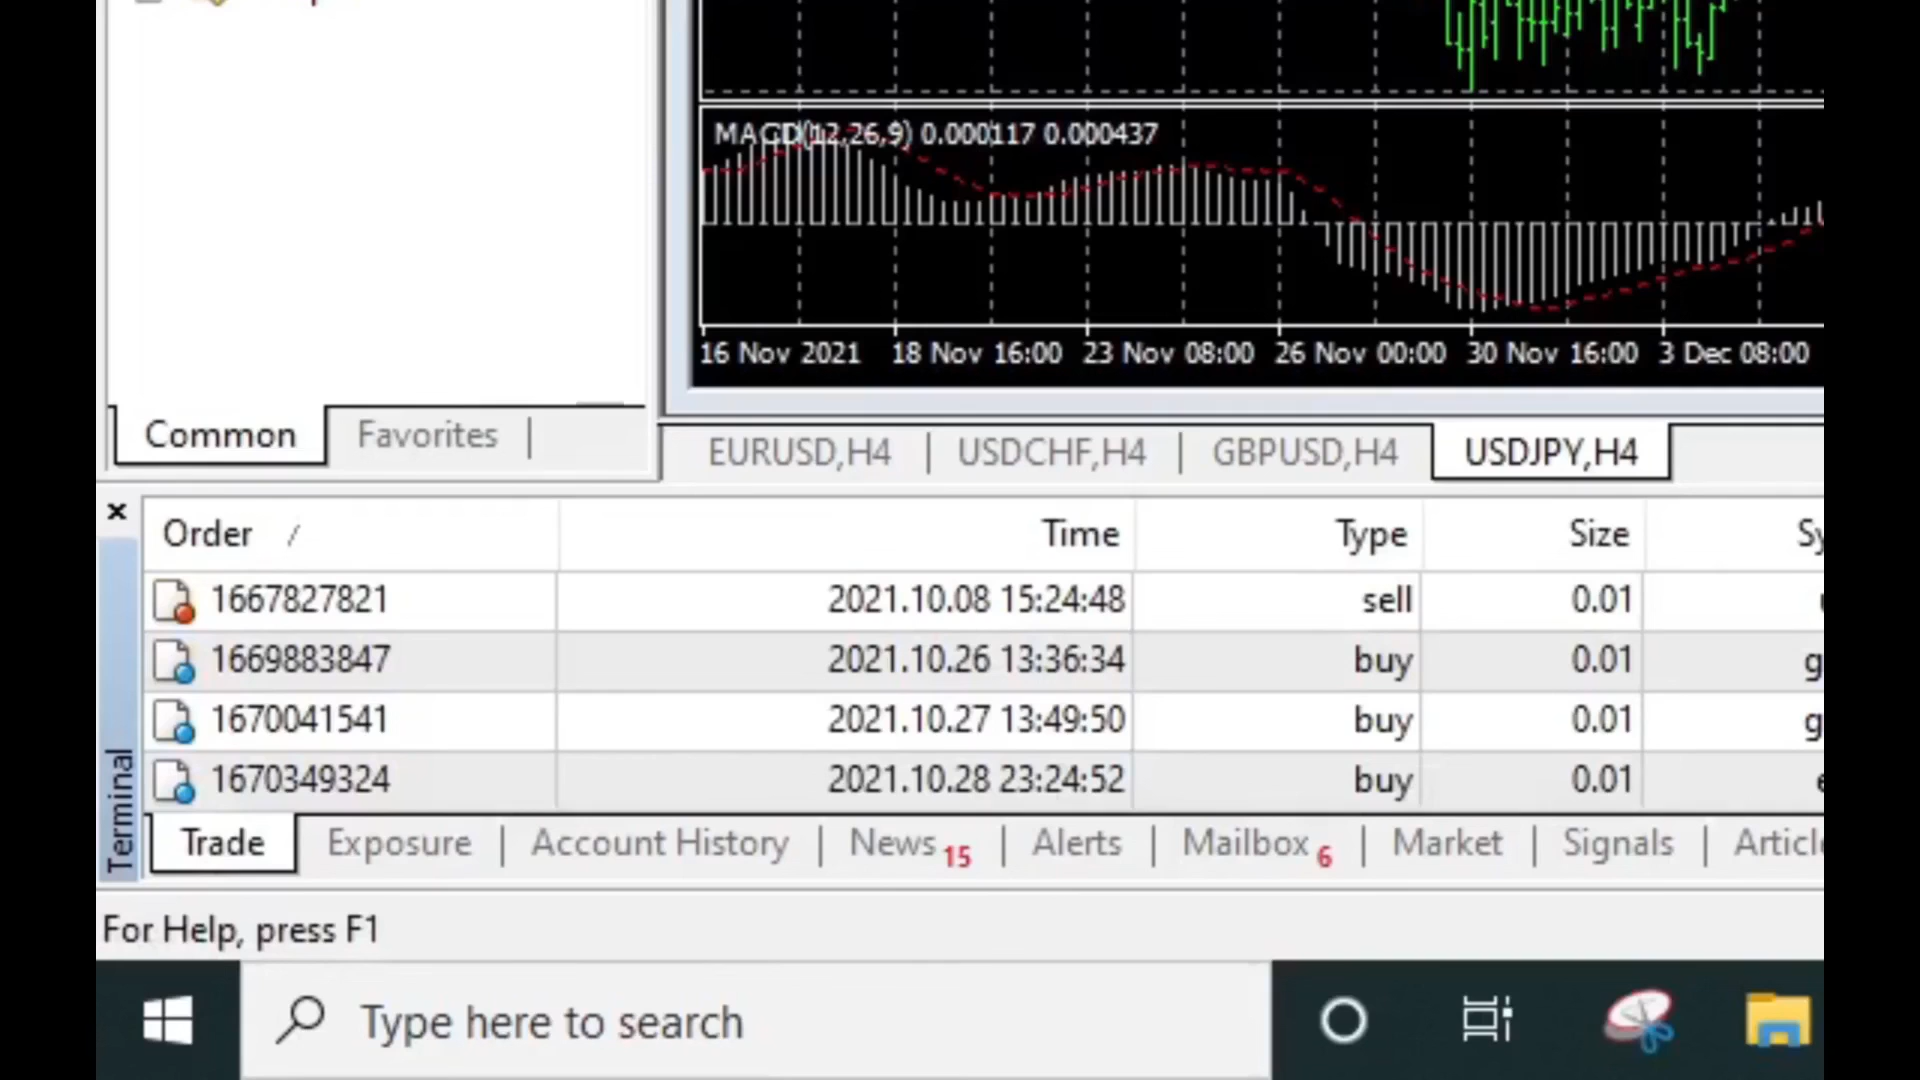 MACD(12,26,9) 0.000117 0.000437
16 Nov 2021 18 Nov 16:00 23 Nov 08:00 26 Nov 00:00 30 Nov 16:00 3 Dec 08:00
Common Favorites
EURUSD,H4 USDCHF,H4 GBPUSD,H4 USDJPY,H4
Order / Time Type Size Sy
1667827821 2021.10.08 15:24:48 sell 0.01
1669883847 2021.10.26 13:36:34 buy 0.01 g
1670041541 2021.10.27 13:49:50 buy 0.01 g
1670349324 2021.10.28 23:24:52 buy 0.01 e
Terminal
Trade Exposure Account History News 15 Alerts Mailbox 6 Market Signals Articl
For Help, press F1
Type here to search